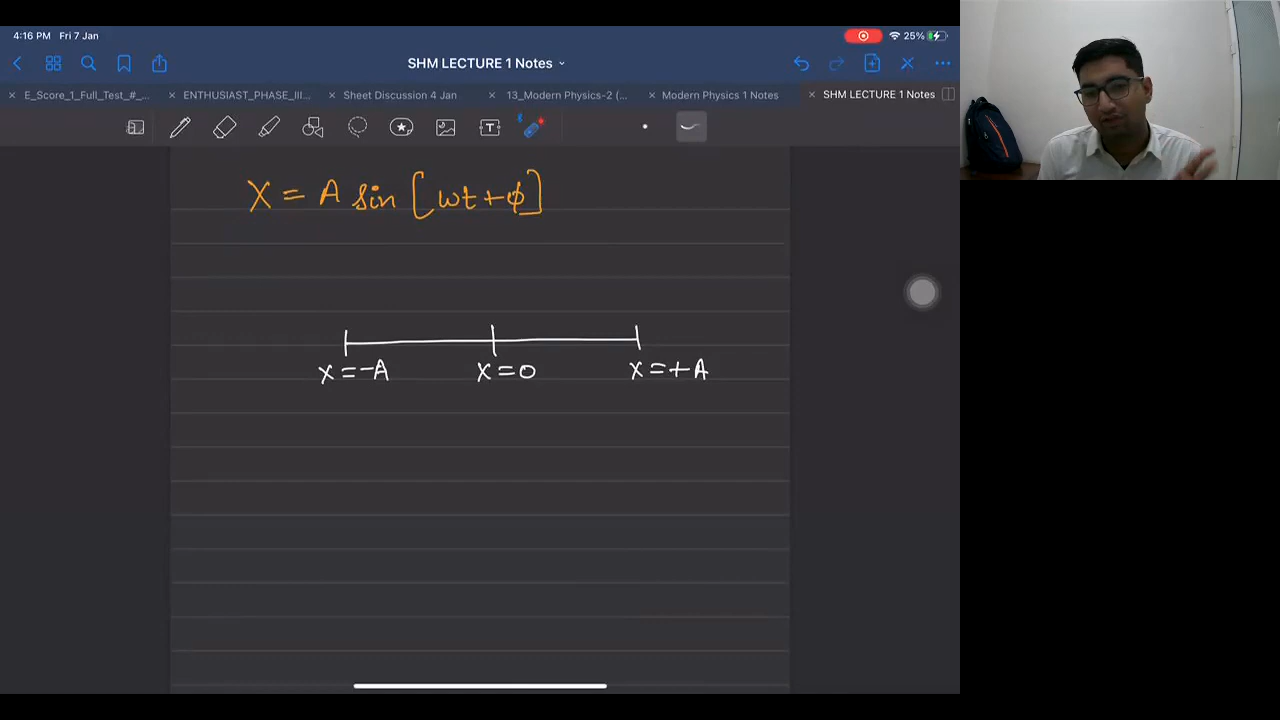 4:16 PM Fri 7 Jan
25%
SHM LECTURE 1 Notes
E_Score_1_Full_Test_#_...
ENTHUSIAST_PHASE_III...
Sheet Discussion 4 Jan
13_Modern Physics-2 (...
Modern Physics 1 Notes
SHM LECTURE 1 Notes
T
X = A sin [ωt+φ]
x=-A x=0 x=+A